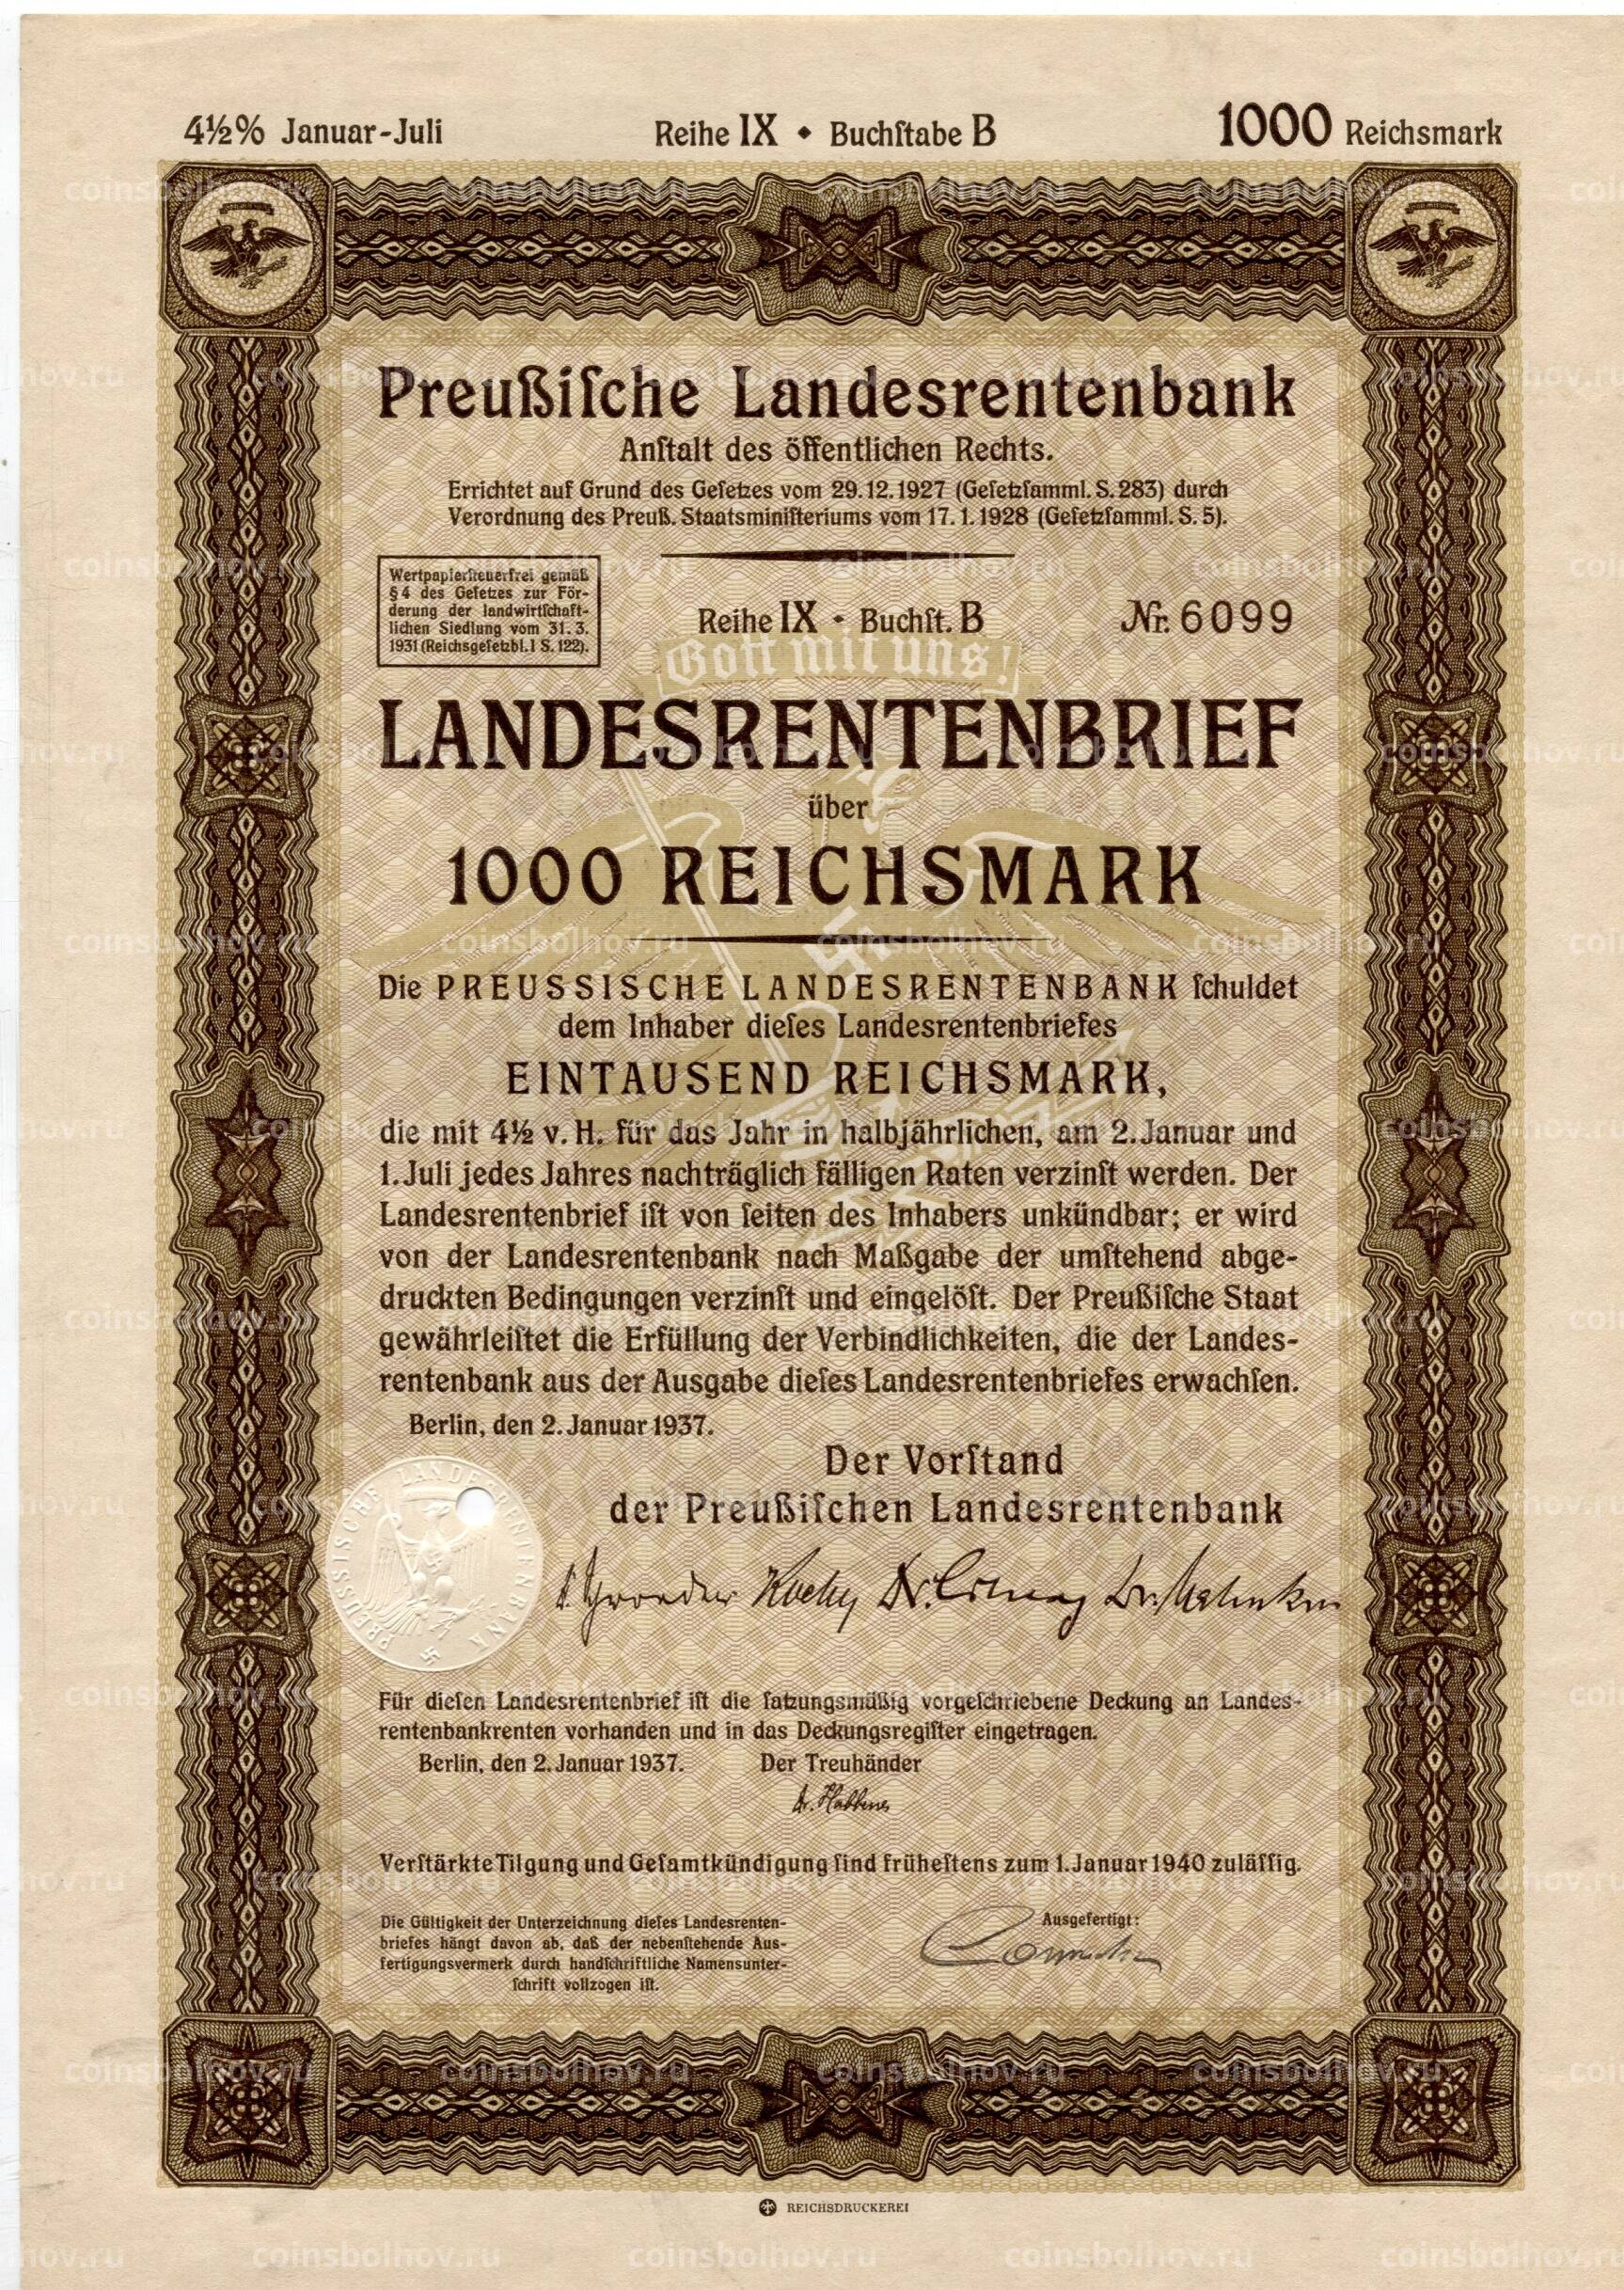 4½% Januar-Juli Reihe IX ◆ Buchſtabe B 1000 Reichsmark
Preußiſche Landesrentenbank
Anſtalt des öffentlichen Rechts.
Errichtet auf Grund des Geſetzes vom 29.12.1927 (Geſetzſamml. S. 283) durch
Verordnung des Preuß. Staatsminiſteriums vom 17. 1. 1928 (Geſetzſamml. S. 5).
Wertpapierſteuerfrei gemäß
§ 4 des Geſetzes zur För-
derung der landwirtſchaft-
lichen Siedlung vom 31. 3.
1931 (Reichsgeſetzbl. I S. 122).
Reihe IX • Buchſt. B Nr. 6099
Gott mit uns!
LANDESRENTENBRIEF
über
1000 REICHSMARK
Die PREUSSISCHE LANDESRENTENBANK ſchuldet
dem Inhaber dieſes Landesrentenbriefes
EINTAUSEND REICHSMARK,
die mit 4½ v. H. für das Jahr in halbjährlichen, am 2. Januar und
1. Juli jedes Jahres nachträglich fälligen Raten verzinſt werden. Der
Landesrentenbrief iſt von ſeiten des Inhabers unkündbar; er wird
von der Landesrentenbank nach Maßgabe der umſtehend abge-
druckten Bedingungen verzinſt und eingelöſt. Der Preußiſche Staat
gewährleiſtet die Erfüllung der Verbindlichkeiten, die der Landes-
rentenbank aus der Ausgabe dieſes Landesrentenbriefes erwachſen.
Berlin, den 2. Januar 1937.
Der Vorſtand
der Preußiſchen Landesrentenbank
PREUSSISCHE LANDESRENTENBANK
Für dieſen Landesrentenbrief iſt die ſatzungsmäßig vorgeſchriebene Deckung an Landes-
rentenbankrenten vorhanden und in das Deckungsregiſter eingetragen.
Berlin, den 2. Januar 1937. Der Treuhänder
Verſtärkte Tilgung und Geſamtkündigung ſind früheſtens zum 1. Januar 1940 zuläſſig.
Die Gültigkeit der Unterzeichnung dieſes Landesrenten-
briefes hängt davon ab, daß der nebenſtehende Aus-
fertigungsvermerk durch handſchriftliche Namensunter-
ſchrift vollzogen iſt.
Ausgefertigt:
REICHSDRUCKEREI
coinsbolhov.ru